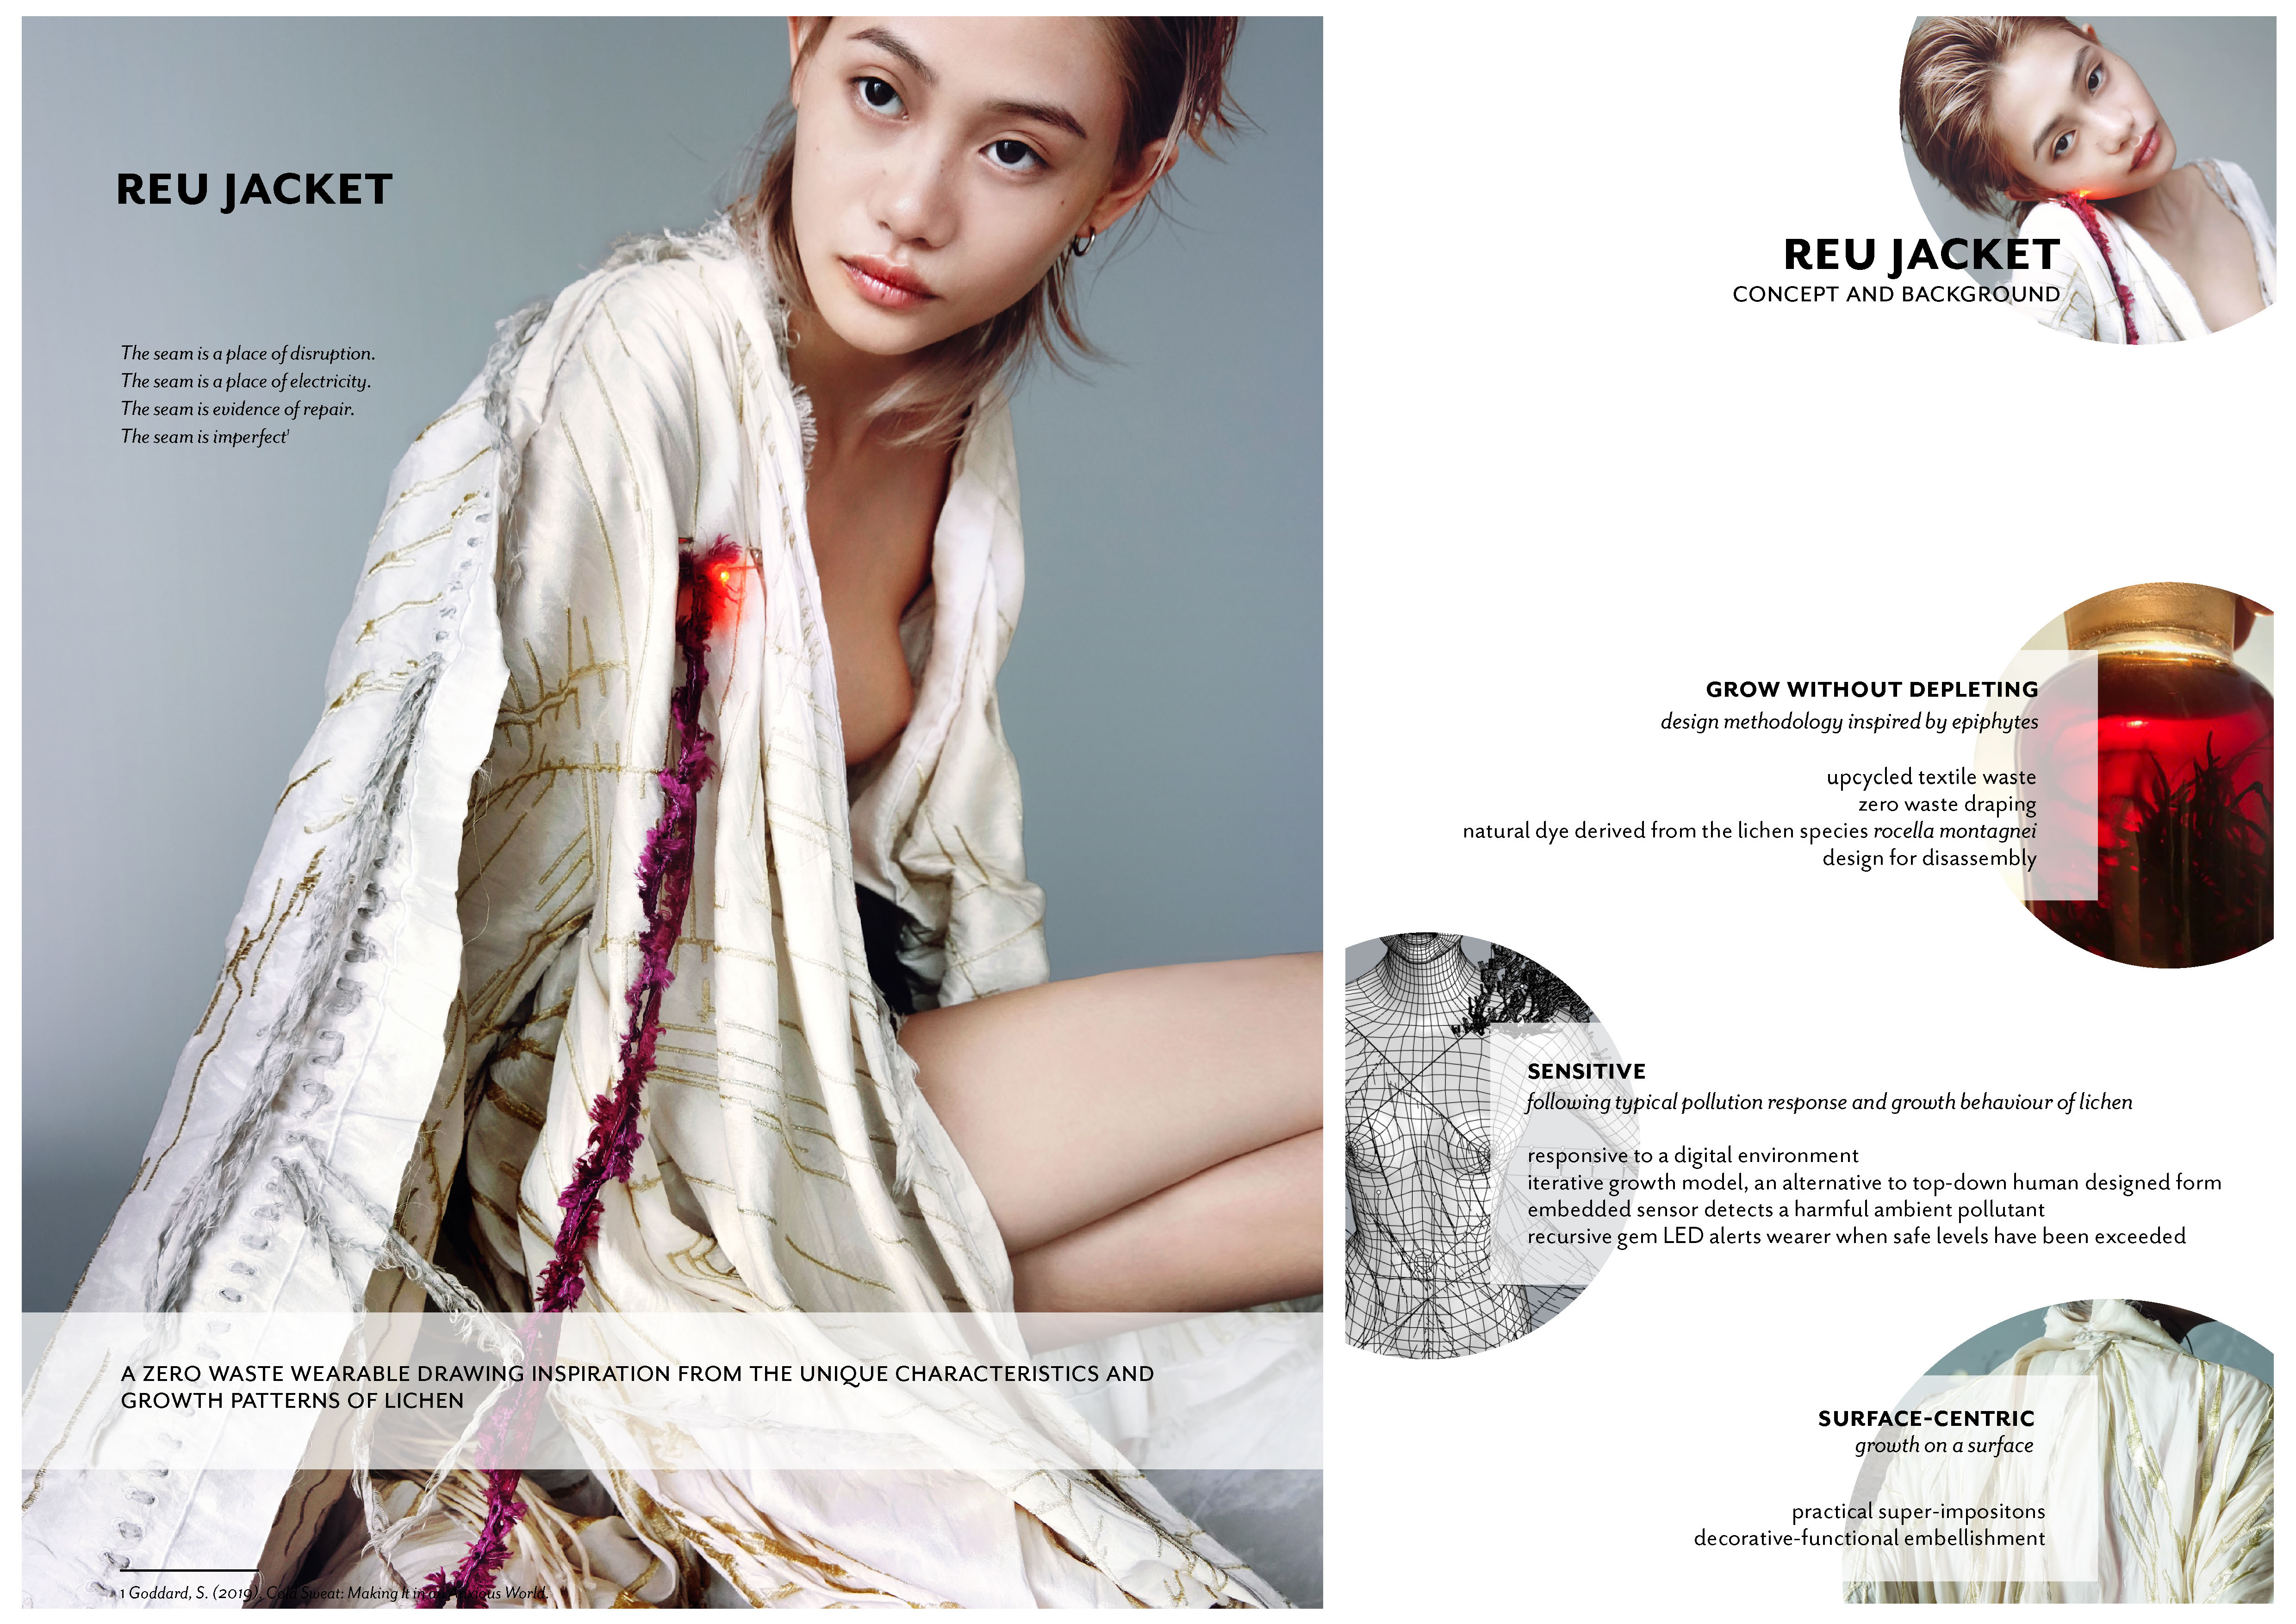 REU JACKET
The seam is a place of disruption.
The seam is a place of electricity.
The seam is evidence of repair.
The seam is imperfect¹
A ZERO WASTE WEARABLE DRAWING INSPIRATION FROM THE UNIQUE CHARACTERISTICS AND
GROWTH PATTERNS OF LICHEN
1 Goddard, S. (2019). Cold Sweat: Making It in an Anxious World.
REU JACKET
CONCEPT AND BACKGROUND
GROW WITHOUT DEPLETING
design methodology inspired by epiphytes
upcycled textile waste
zero waste draping
natural dye derived from the lichen species rocella montagnei
design for disassembly
SENSITIVE
following typical pollution response and growth behaviour of lichen
responsive to a digital environment
iterative growth model, an alternative to top-down human designed form
embedded sensor detects a harmful ambient pollutant
recursive gem LED alerts wearer when safe levels have been exceeded
SURFACE-CENTRIC
growth on a surface
practical super-impositons
decorative-functional embellishment